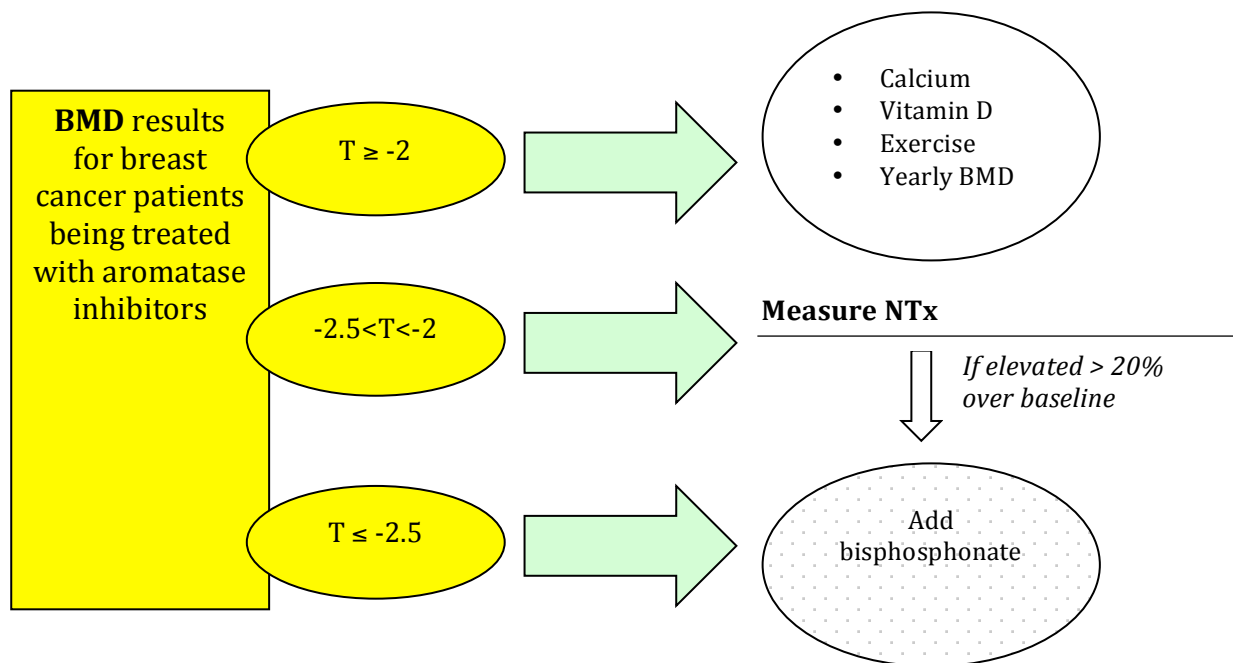 BMD results
for breast
cancer patients
being treated
with aromatase
inhibitors
T ≥ -2
• Calcium
• Vitamin D
• Exercise
• Yearly BMD
-2.5<T<-2
Measure NTx
If elevated > 20%
over baseline
T ≤ -2.5
Add
bisphosphonate